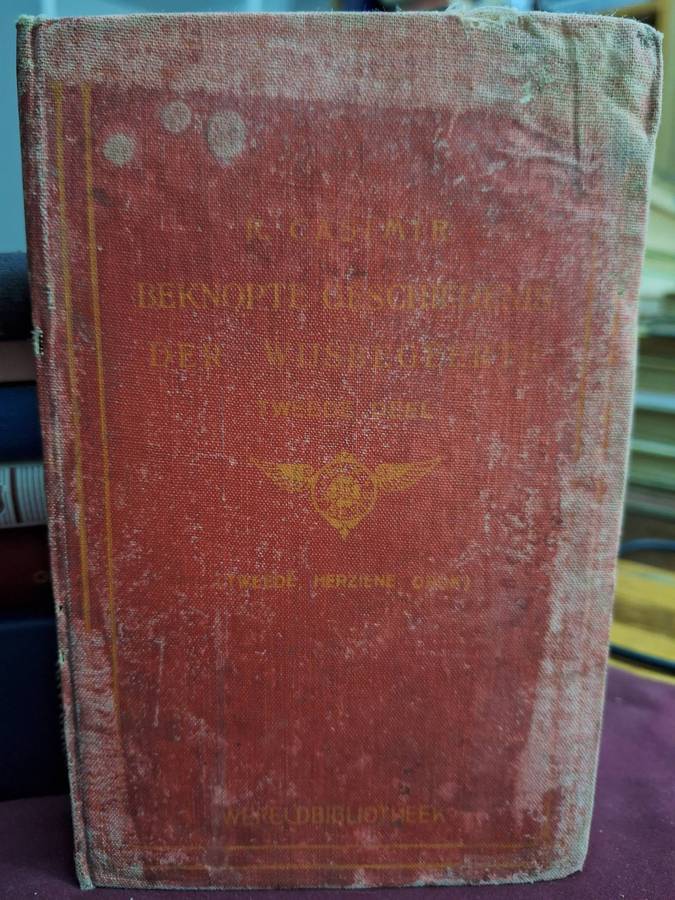 R. CASIMIR
BEKNOPTE GESCHIEDENIS
DER WIJSBEGEERTE
TWEEDE DEEL
(TWEEDE HERZIENE DRUK)
WERELDBIBLIOTHEEK